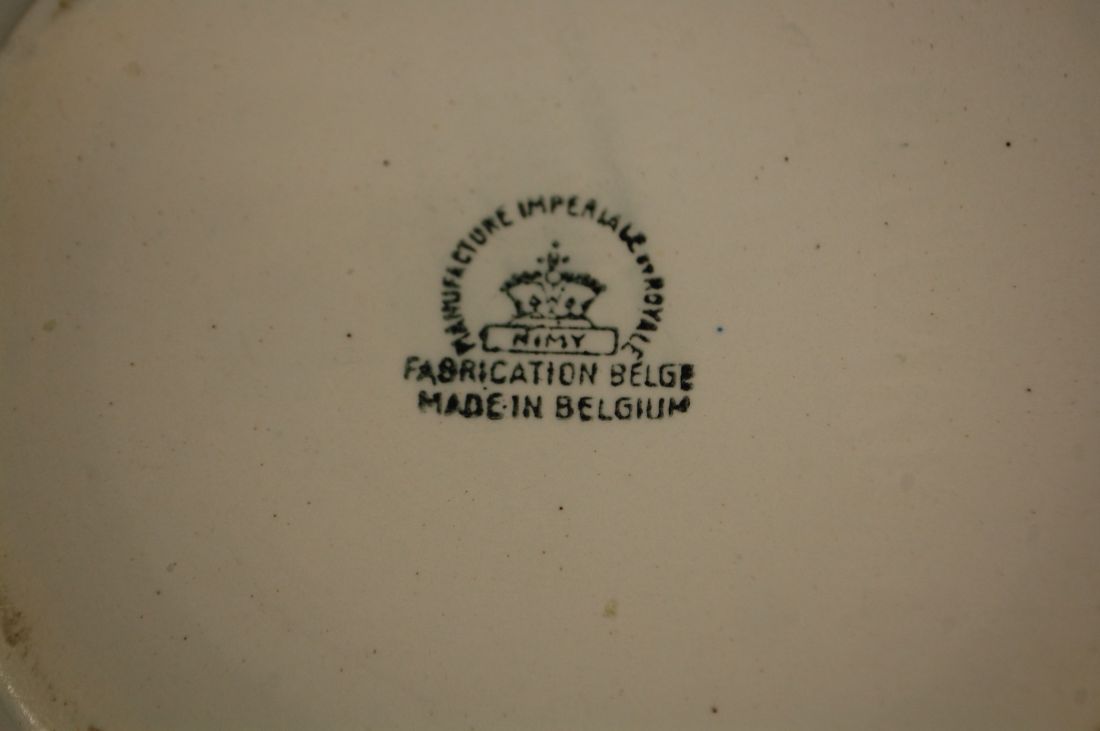 MANUFACTURE IMPERIALE ET ROYALE
NIMY
FABRICATION BELGE
MADE IN BELGIUM